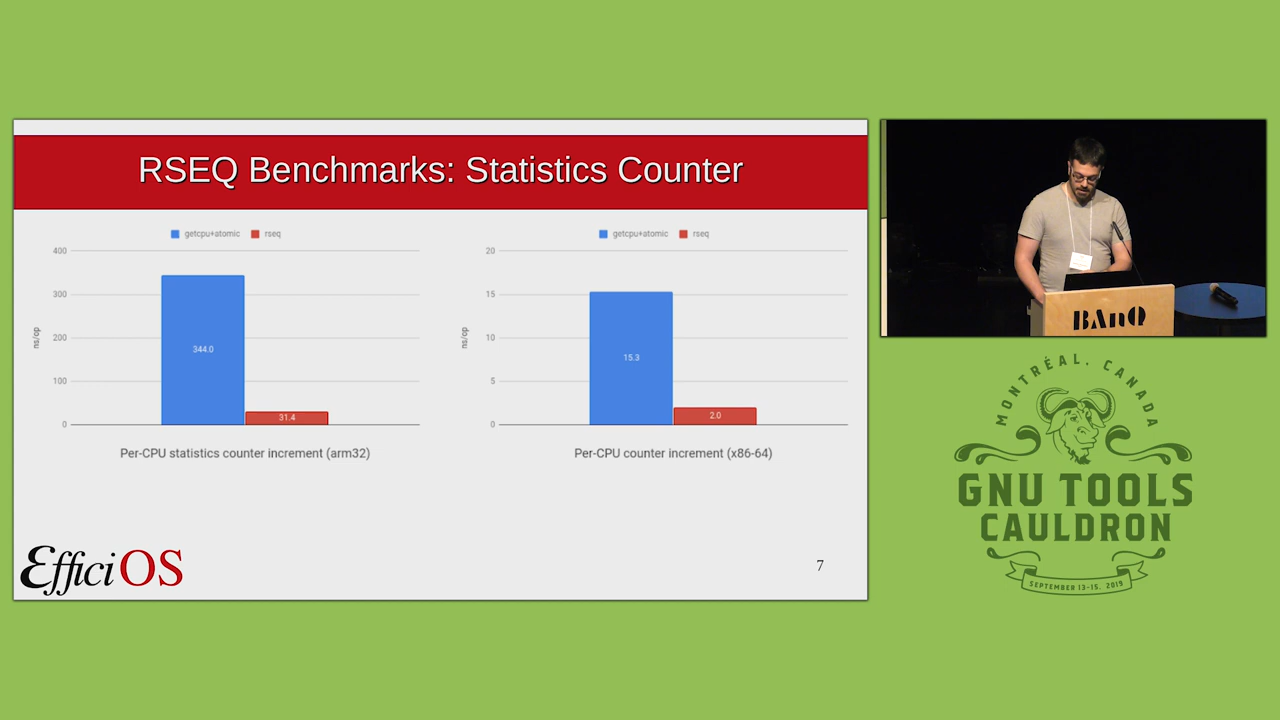 RSEQ Benchmarks: Statistics Counter
getcpu+atomic rseq
400
300
200
100
0
ns/op
344.0
31.4
Per-CPU statistics counter increment (arm32)
getcpu+atomic rseq
20
15
10
5
0
ns/op
15.3
2.0
Per-CPU counter increment (x86-64)
EfficiOS
7
BAnQ
MONTRÉAL, CANADA
GNU TOOLS
CAULDRON
SEPTEMBER 13-15, 2019